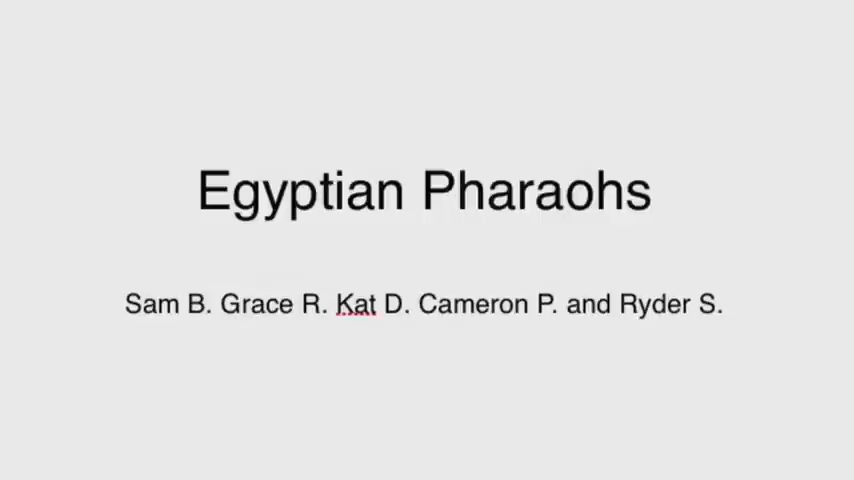 Egyptian Pharaohs
Sam B. Grace R. Kat D. Cameron P. and Ryder S.